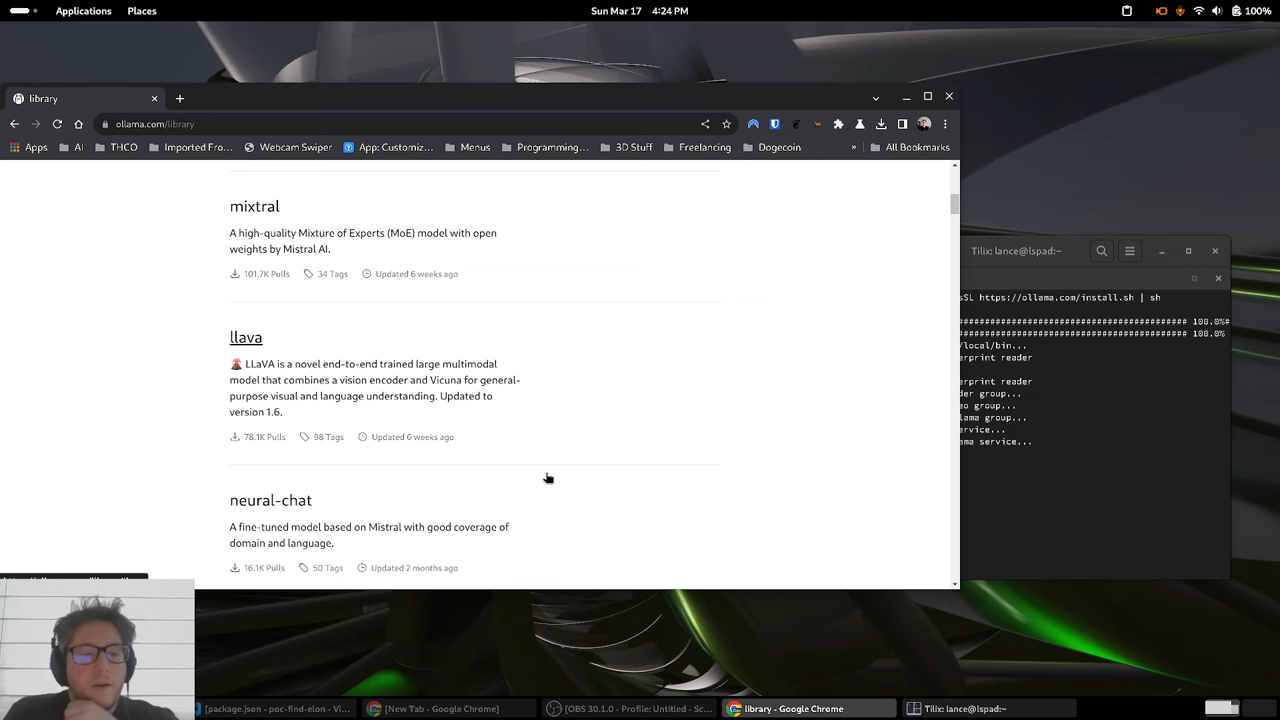 Applications Places Sun Mar 17 4:24 PM 100%
library
ollama.com/library
Apps AI THCO Imported Fro... Webcam Swiper App: Customiz... Menus Programming... 3D Stuff Freelancing Dogecoin » All Bookmarks
mixtral
A high-quality Mixture of Experts (MoE) model with open
weights by Mistral AI.
101.7K Pulls 34 Tags Updated 6 weeks ago
llava
🌋 LLaVA is a novel end-to-end trained large multimodal
model that combines a vision encoder and Vicuna for general-
purpose visual and language understanding. Updated to
version 1.6.
78.1K Pulls 98 Tags Updated 6 weeks ago
neural-chat
A fine-tuned model based on Mistral with good coverage of
domain and language.
16.1K Pulls 50 Tags Updated 2 months ago
Tilix: lance@lspad:~
sSL https://ollama.com/install.sh | sh
########################################## 100.0%#
########################################## 100.0%
/local/bin...
erprint reader
erprint reader
der group...
eo group...
lama group...
ervice...
ama service...
[package.json - poc-find-elon - VI... [New Tab - Google Chrome] [OBS 30.1.0 - Profile: Untitled - Sc... library - Google Chrome Tilix: lance@lspad:~